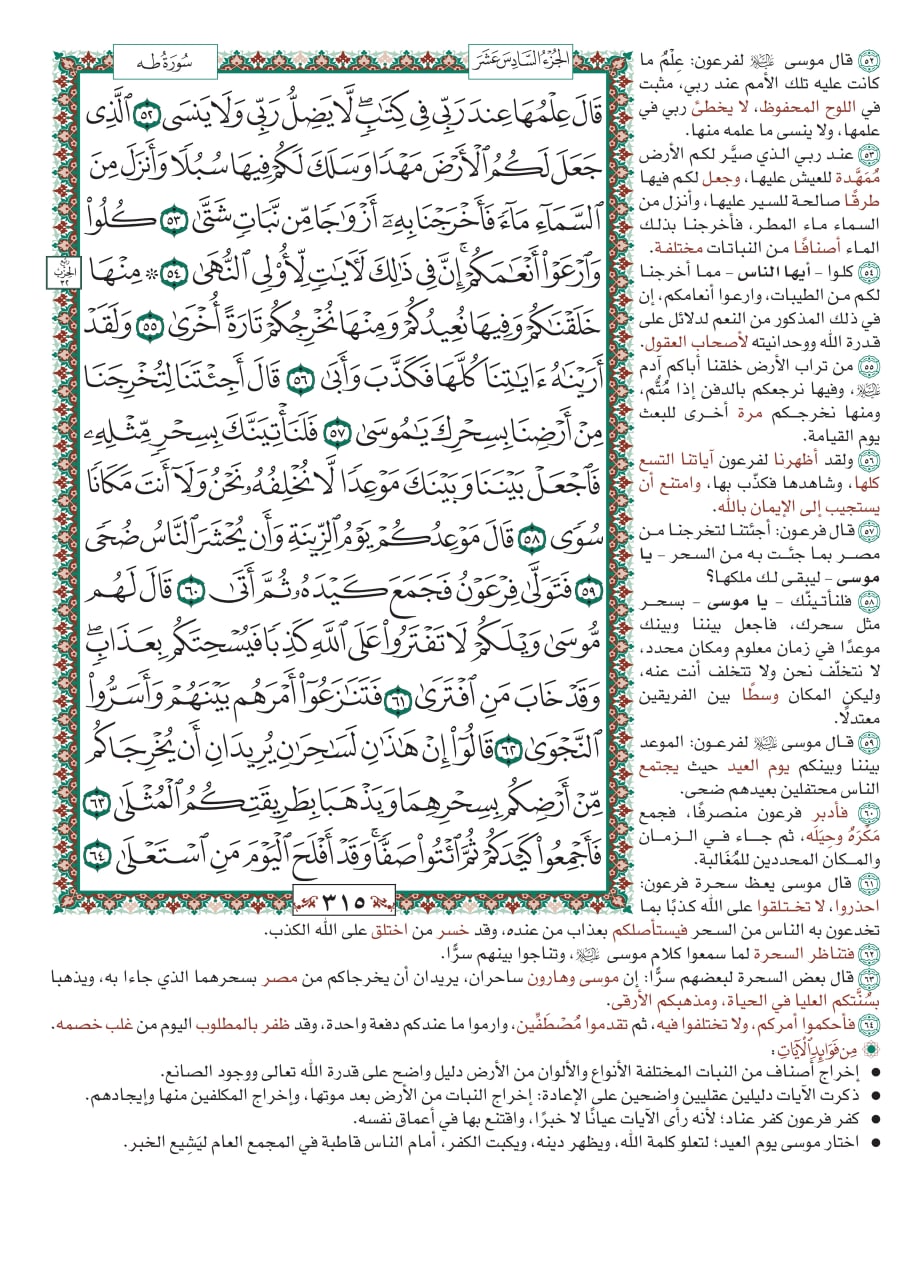 سُورَةُ طه
الجُزْءُ السَّادِسَ عَشَرَ
قَالَ عِلْمُهَا عِندَ رَبِّي فِي كِتَٰبٍ ۖ لَّا يَضِلُّ رَبِّي وَلَا يَنسَى ٥٢ ٱلَّذِي
جَعَلَ لَكُمُ ٱلْأَرْضَ مَهْدًا وَسَلَكَ لَكُمْ فِيهَا سُبُلًا وَأَنزَلَ مِنَ
ٱلسَّمَآءِ مَآءً فَأَخْرَجْنَا بِهِۦٓ أَزْوَٰجًا مِّن نَّبَاتٍ شَتَّىٰ ٥٣ كُلُوا۟
وَٱرْعَوْا۟ أَنْعَٰمَكُمْ ۗ إِنَّ فِي ذَٰلِكَ لَءَايَٰتٍ لِّأُو۟لِي ٱلنُّهَىٰ ٥٤ ۞ مِنْهَا
خَلَقْنَٰكُمْ وَفِيهَا نُعِيدُكُمْ وَمِنْهَا نُخْرِجُكُمْ تَارَةً أُخْرَىٰ ٥٥ وَلَقَدْ
أَرَيْنَٰهُ ءَايَٰتِنَا كُلَّهَا فَكَذَّبَ وَأَبَىٰ ٥٦ قَالَ أَجِئْتَنَا لِتُخْرِجَنَا
مِنْ أَرْضِنَا بِسِحْرِكَ يَٰمُوسَىٰ ٥٧ فَلَنَأْتِيَنَّكَ بِسِحْرٍ مِّثْلِهِۦ
فَٱجْعَلْ بَيْنَنَا وَبَيْنَكَ مَوْعِدًا لَّا نُخْلِفُهُۥ نَحْنُ وَلَآ أَنتَ مَكَانًا
سُوًى ٥٨ قَالَ مَوْعِدُكُمْ يَوْمُ ٱلزِّينَةِ وَأَن يُحْشَرَ ٱلنَّاسُ ضُحًى
٥٩ فَتَوَلَّىٰ فِرْعَوْنُ فَجَمَعَ كَيْدَهُۥ ثُمَّ أَتَىٰ ٦٠ قَالَ لَهُم
مُّوسَىٰ وَيْلَكُمْ لَا تَفْتَرُوا۟ عَلَى ٱللَّهِ كَذِبًا فَيُسْحِتَكُم بِعَذَابٍ ۖ
وَقَدْ خَابَ مَنِ ٱفْتَرَىٰ ٦١ فَتَنَٰزَعُوٓا۟ أَمْرَهُم بَيْنَهُمْ وَأَسَرُّوا۟
ٱلنَّجْوَىٰ ٦٢ قَالُوٓا۟ إِنْ هَٰذَٰنِ لَسَٰحِرَٰنِ يُرِيدَانِ أَن يُخْرِجَاكُم
مِّنْ أَرْضِكُم بِسِحْرِهِمَا وَيَذْهَبَا بِطَرِيقَتِكُمُ ٱلْمُثْلَىٰ ٦٣
فَأَجْمِعُوا۟ كَيْدَكُمْ ثُمَّ ٱئْتُوا۟ صَفًّا ۚ وَقَدْ أَفْلَحَ ٱلْيَوْمَ مَنِ ٱسْتَعْلَىٰ ٦٤
ربع
الحزب
٣٢
٣١٥
٥٢ قال موسى عليه السلام لفرعون: عِلْمُ ما
كانت عليه تلك الأمم عند ربي، مثبت
في اللوح المحفوظ، لا يخطئ ربي في
علمها، ولا ينسى ما علمه منها.
٥٣ عند ربي الذي صيَّر لكم الأرض
مُمَهَّدة للعيش عليها، وجعل لكم فيها
طرقًا صالحة للسير عليها، وأنزل من
السماء ماء المطر، فأخرجنا بذلك
الماء أصنافًا من النباتات مختلفة.
٥٤ كلوا - أيها الناس - مما أخرجنا
لكم من الطيبات، وارعوا أنعامكم، إن
في ذلك المذكور من النعم لدلائل على
قدرة الله ووحدانيته لأصحاب العقول.
٥٥ من تراب الأرض خلقنا أباكم آدم
عليه السلام، وفيها نرجعكم بالدفن إذا مُتُّم،
ومنها نخرجكم مرة أخرى للبعث
يوم القيامة.
٥٦ ولقد أظهرنا لفرعون آياتنا التسع
كلها، وشاهدها فكذّب بها، وامتنع أن
يستجيب إلى الإيمان بالله.
٥٧ قال فرعون: أجئتنا لتخرجنا من
مصر بما جئت به من السحر - يا
موسى - ليبقى لك ملكها؟
٥٨ فلنأتينّك - يا موسى - بسحر
مثل سحرك، فاجعل بيننا وبينك
موعدًا في زمان معلوم ومكان محدد،
لا نتخلّف نحن ولا تتخلف أنت عنه،
وليكن المكان وسطًا بين الفريقين
معتدلًا.
٥٩ قال موسى عليه السلام لفرعون: الموعد
بيننا وبينكم يوم العيد حيث يجتمع
الناس محتفلين بعيدهم ضحى.
٦٠ فأدبر فرعون منصرفًا، فجمع
مَكْرَهُ وحِيَلَه، ثم جاء في الزمان
والمكان المحددين للمُغَالبة.
٦١ قال موسى يعظ سحرة فرعون:
احذروا، لا تختلقوا على الله كذبًا بما
تخدعون به الناس من السحر فيستأصلكم بعذاب من عنده، وقد خسر من اختلق على الله الكذب.
٦٢ فتناظر السحرة لما سمعوا كلام موسى عليه السلام، وتناجوا بينهم سرًّا.
٦٣ قال بعض السحرة لبعضهم سرًّا: إن موسى وهارون ساحران، يريدان أن يخرجاكم من مصر بسحرهما الذي جاءا به، ويذهبا
بسُنَّتكم العليا في الحياة، ومذهبكم الأرقى.
٦٤ فأحكموا أمركم، ولا تختلفوا فيه، ثم تقدموا مُصْطَفِّين، وارموا ما عندكم دفعة واحدة، وقد ظفر بالمطلوب اليوم من غلب خصمه.
مِن فَوَائِدِ الآيَاتِ:
• إخراج أصناف من النبات المختلفة الأنواع والألوان من الأرض دليل واضح على قدرة الله تعالى ووجود الصانع.
• ذكرت الآيات دليلين عقليين واضحين على الإعادة: إخراج النبات من الأرض بعد موتها، وإخراج المكلفين منها وإيجادهم.
• كفر فرعون كفر عناد؛ لأنه رأى الآيات عيانًا لا خبرًا، واقتنع بها في أعماق نفسه.
• اختار موسى يوم العيد؛ لتعلو كلمة الله، ويظهر دينه، ويكبت الكفر، أمام الناس قاطبة في المجمع العام ليَشِيع الخبر.